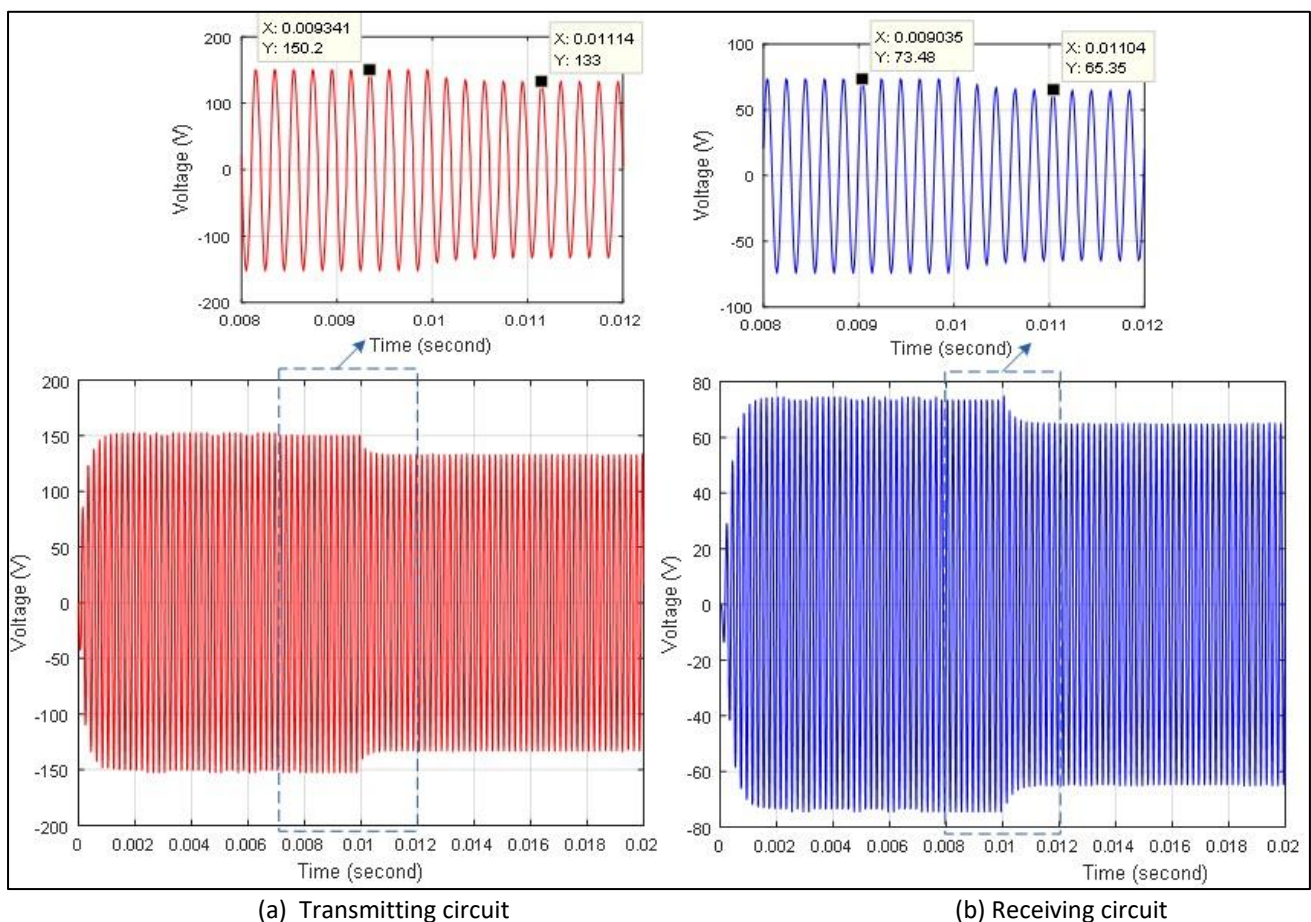 X: 0.009341
Y: 150.2
X: 0.01114
Y: 133
200
100
0
-100
-200
Voltage (V)
0.008 0.009 0.01 0.011 0.012
Time (second)
X: 0.009035
Y: 73.48
X: 0.01104
Y: 65.35
100
50
0
-50
-100
Voltage (V)
0.008 0.009 0.01 0.011 0.012
Time (second)
200
150
100
50
0
-50
-100
-150
-200
Voltage (V)
0 0.002 0.004 0.006 0.008 0.01 0.012 0.014 0.016 0.018 0.02
Time (second)
80
60
40
20
0
-20
-40
-60
-80
Voltage (V)
0 0.002 0.004 0.006 0.008 0.01 0.012 0.014 0.016 0.018 0.02
Time (second)
(a) Transmitting circuit
(b) Receiving circuit